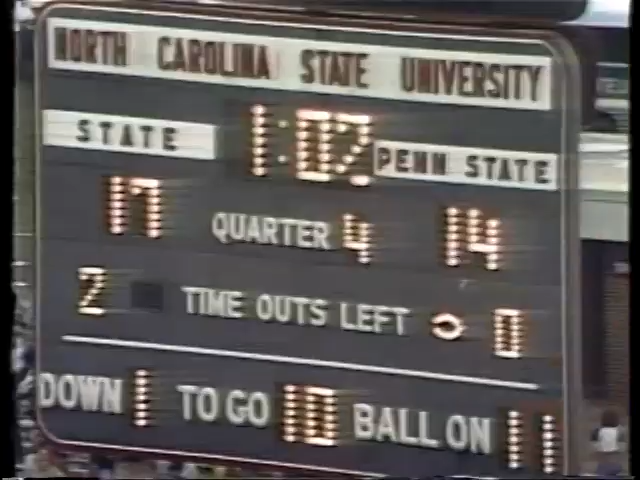 NORTH CAROLINA STATE UNIVERSITY
STATE 1:02 PENN STATE
17 QUARTER 4 14
2 TIME OUTS LEFT 0
DOWN 1 TO GO 10 BALL ON 11